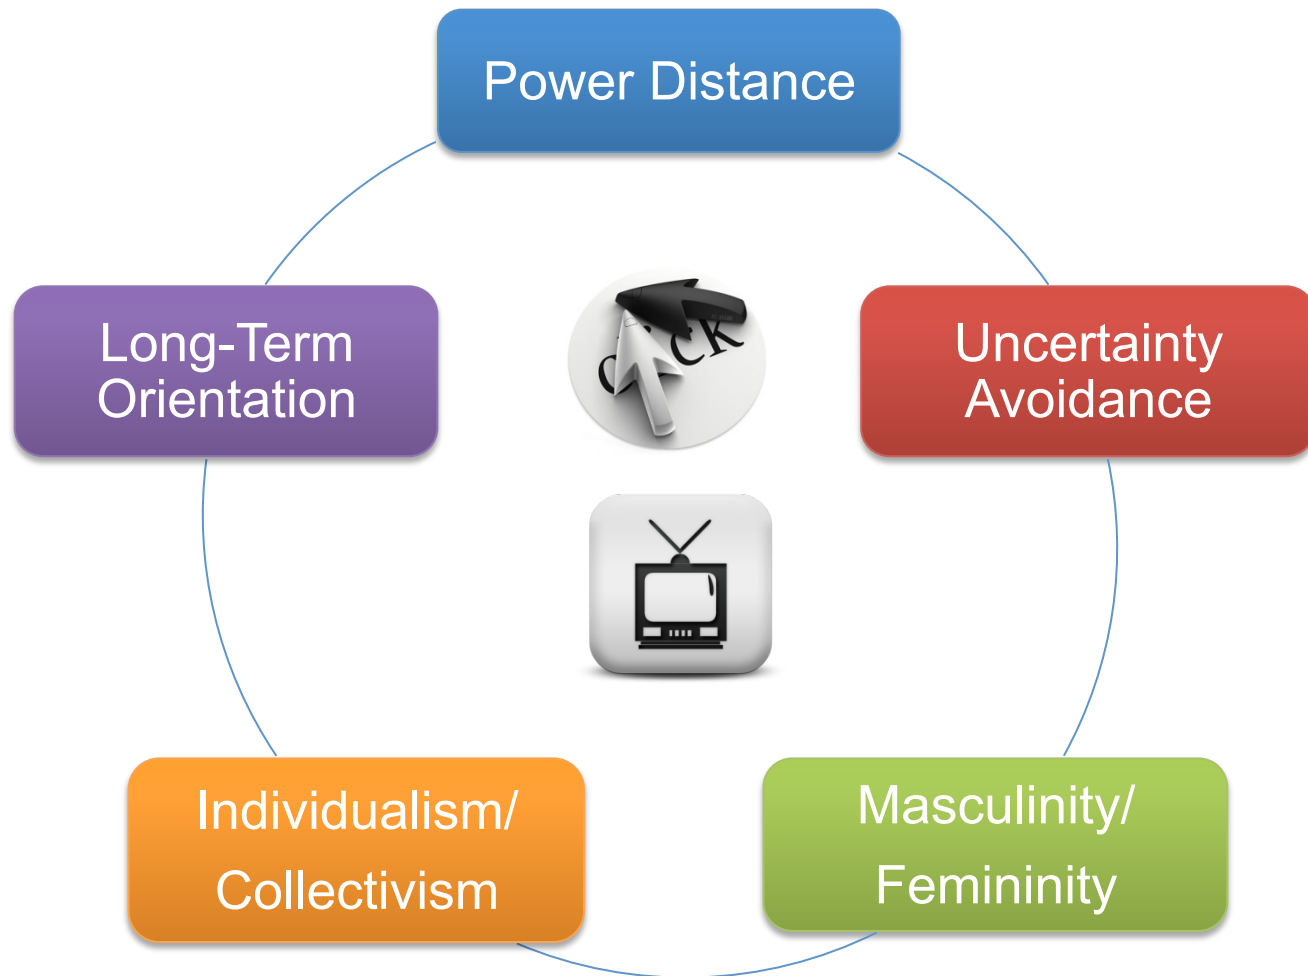 Power Distance
Long-Term
Orientation
Uncertainty
Avoidance
Individualism/
Collectivism
Masculinity/
Femininity